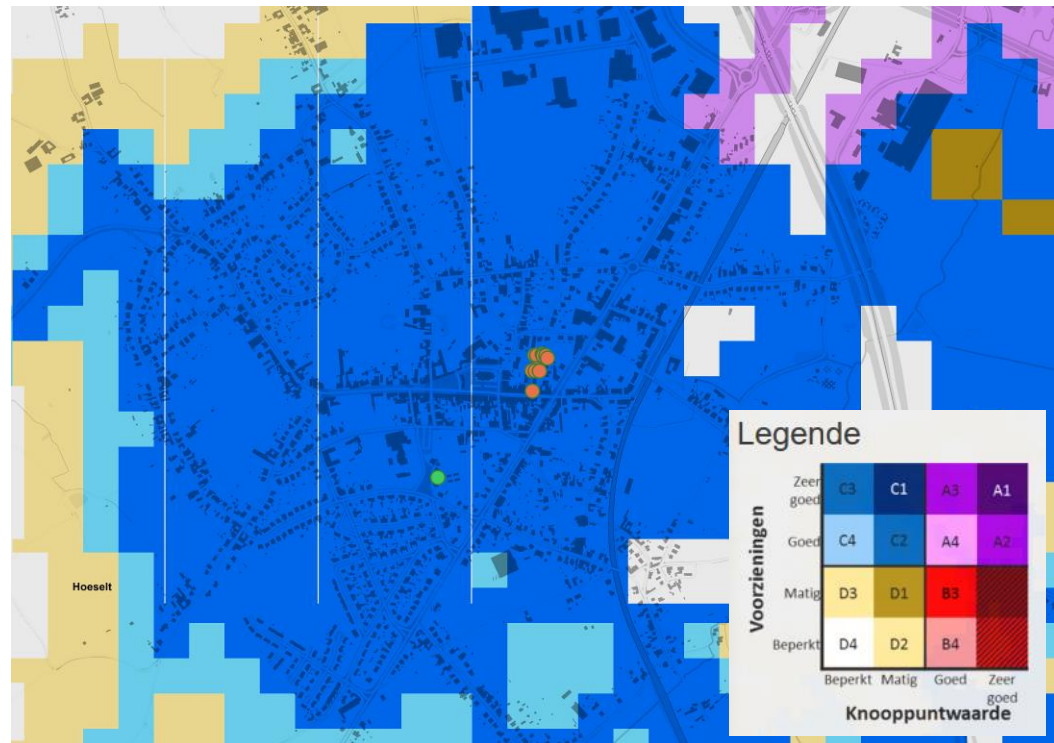 Hoeselt
Legende
Voorzieningen
Zeer
goed
C3 C1 A3 A1
Goed
C4 C2 A4 A2
Matig
D3 D1 B3
Beperkt
D4 D2 B4
Beperkt Matig Goed Zeer
goed
Knooppuntwaarde